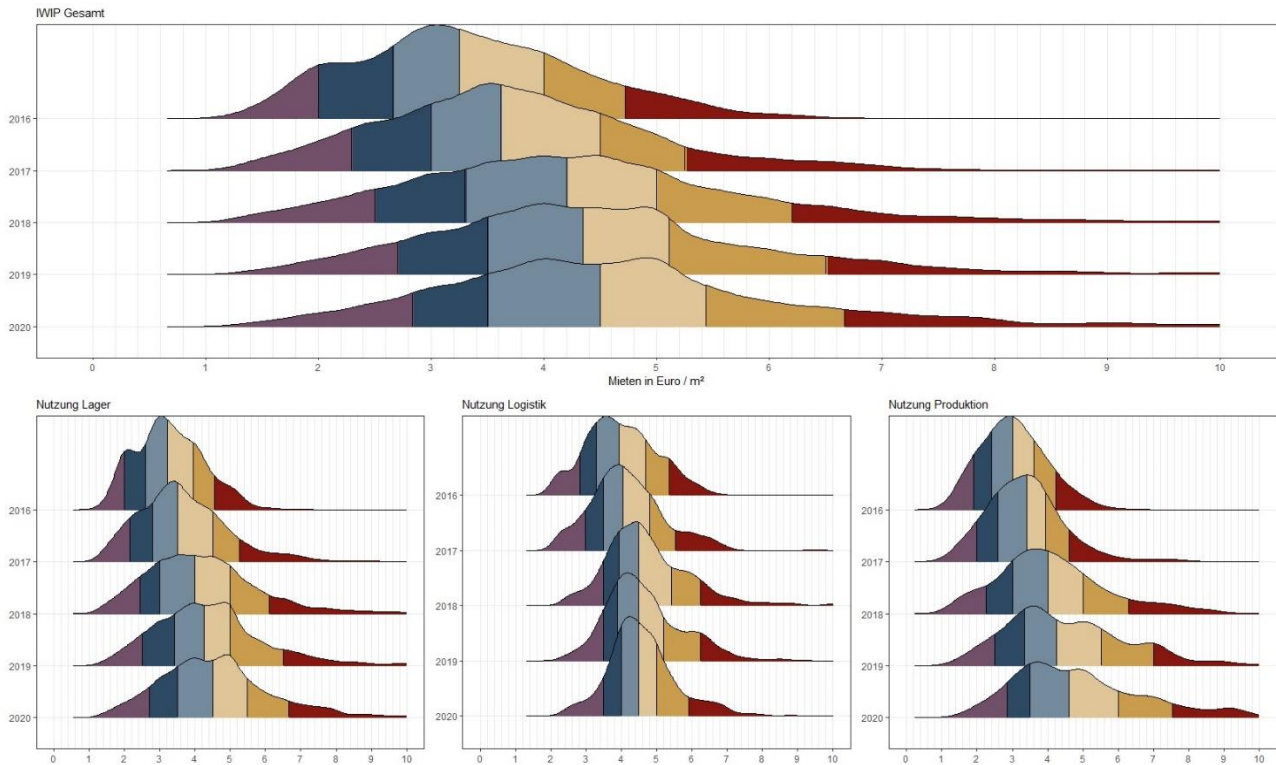 IWIP Gesamt
2016
2017
2018
2019
2020
0 1 2 3 4 5 6 7 8 9 10
Mieten in Euro / m²
Nutzung Lager
2016
2017
2018
2019
2020
0 1 2 3 4 5 6 7 8 9 10
Nutzung Logistik
2016
2017
2018
2019
2020
0 1 2 3 4 5 6 7 8 9 10
Nutzung Produktion
2016
2017
2018
2019
2020
0 1 2 3 4 5 6 7 8 9 10